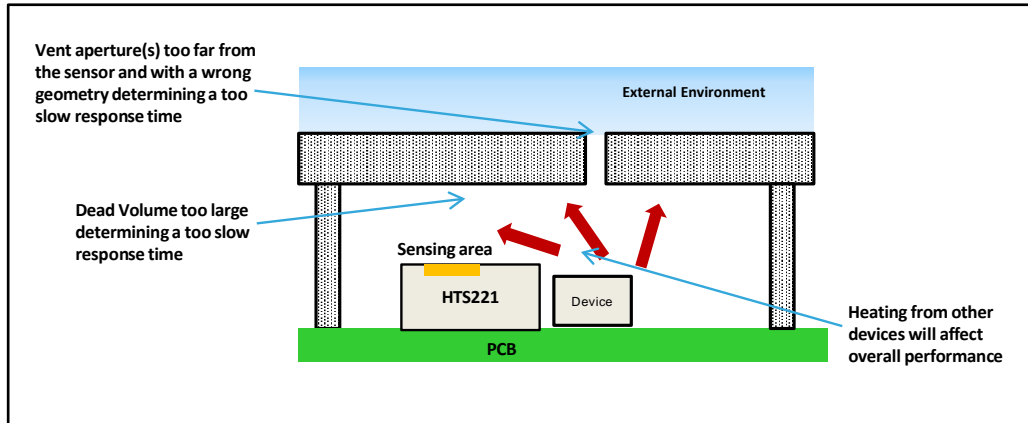 Vent aperture(s) too far from
the sensor and with a wrong
geometry determining a too
slow response time
External Environment
Dead Volume too large
determining a too slow
response time
Sensing area
HTS221
Device
Heating from other
devices will affect
overall performance
PCB